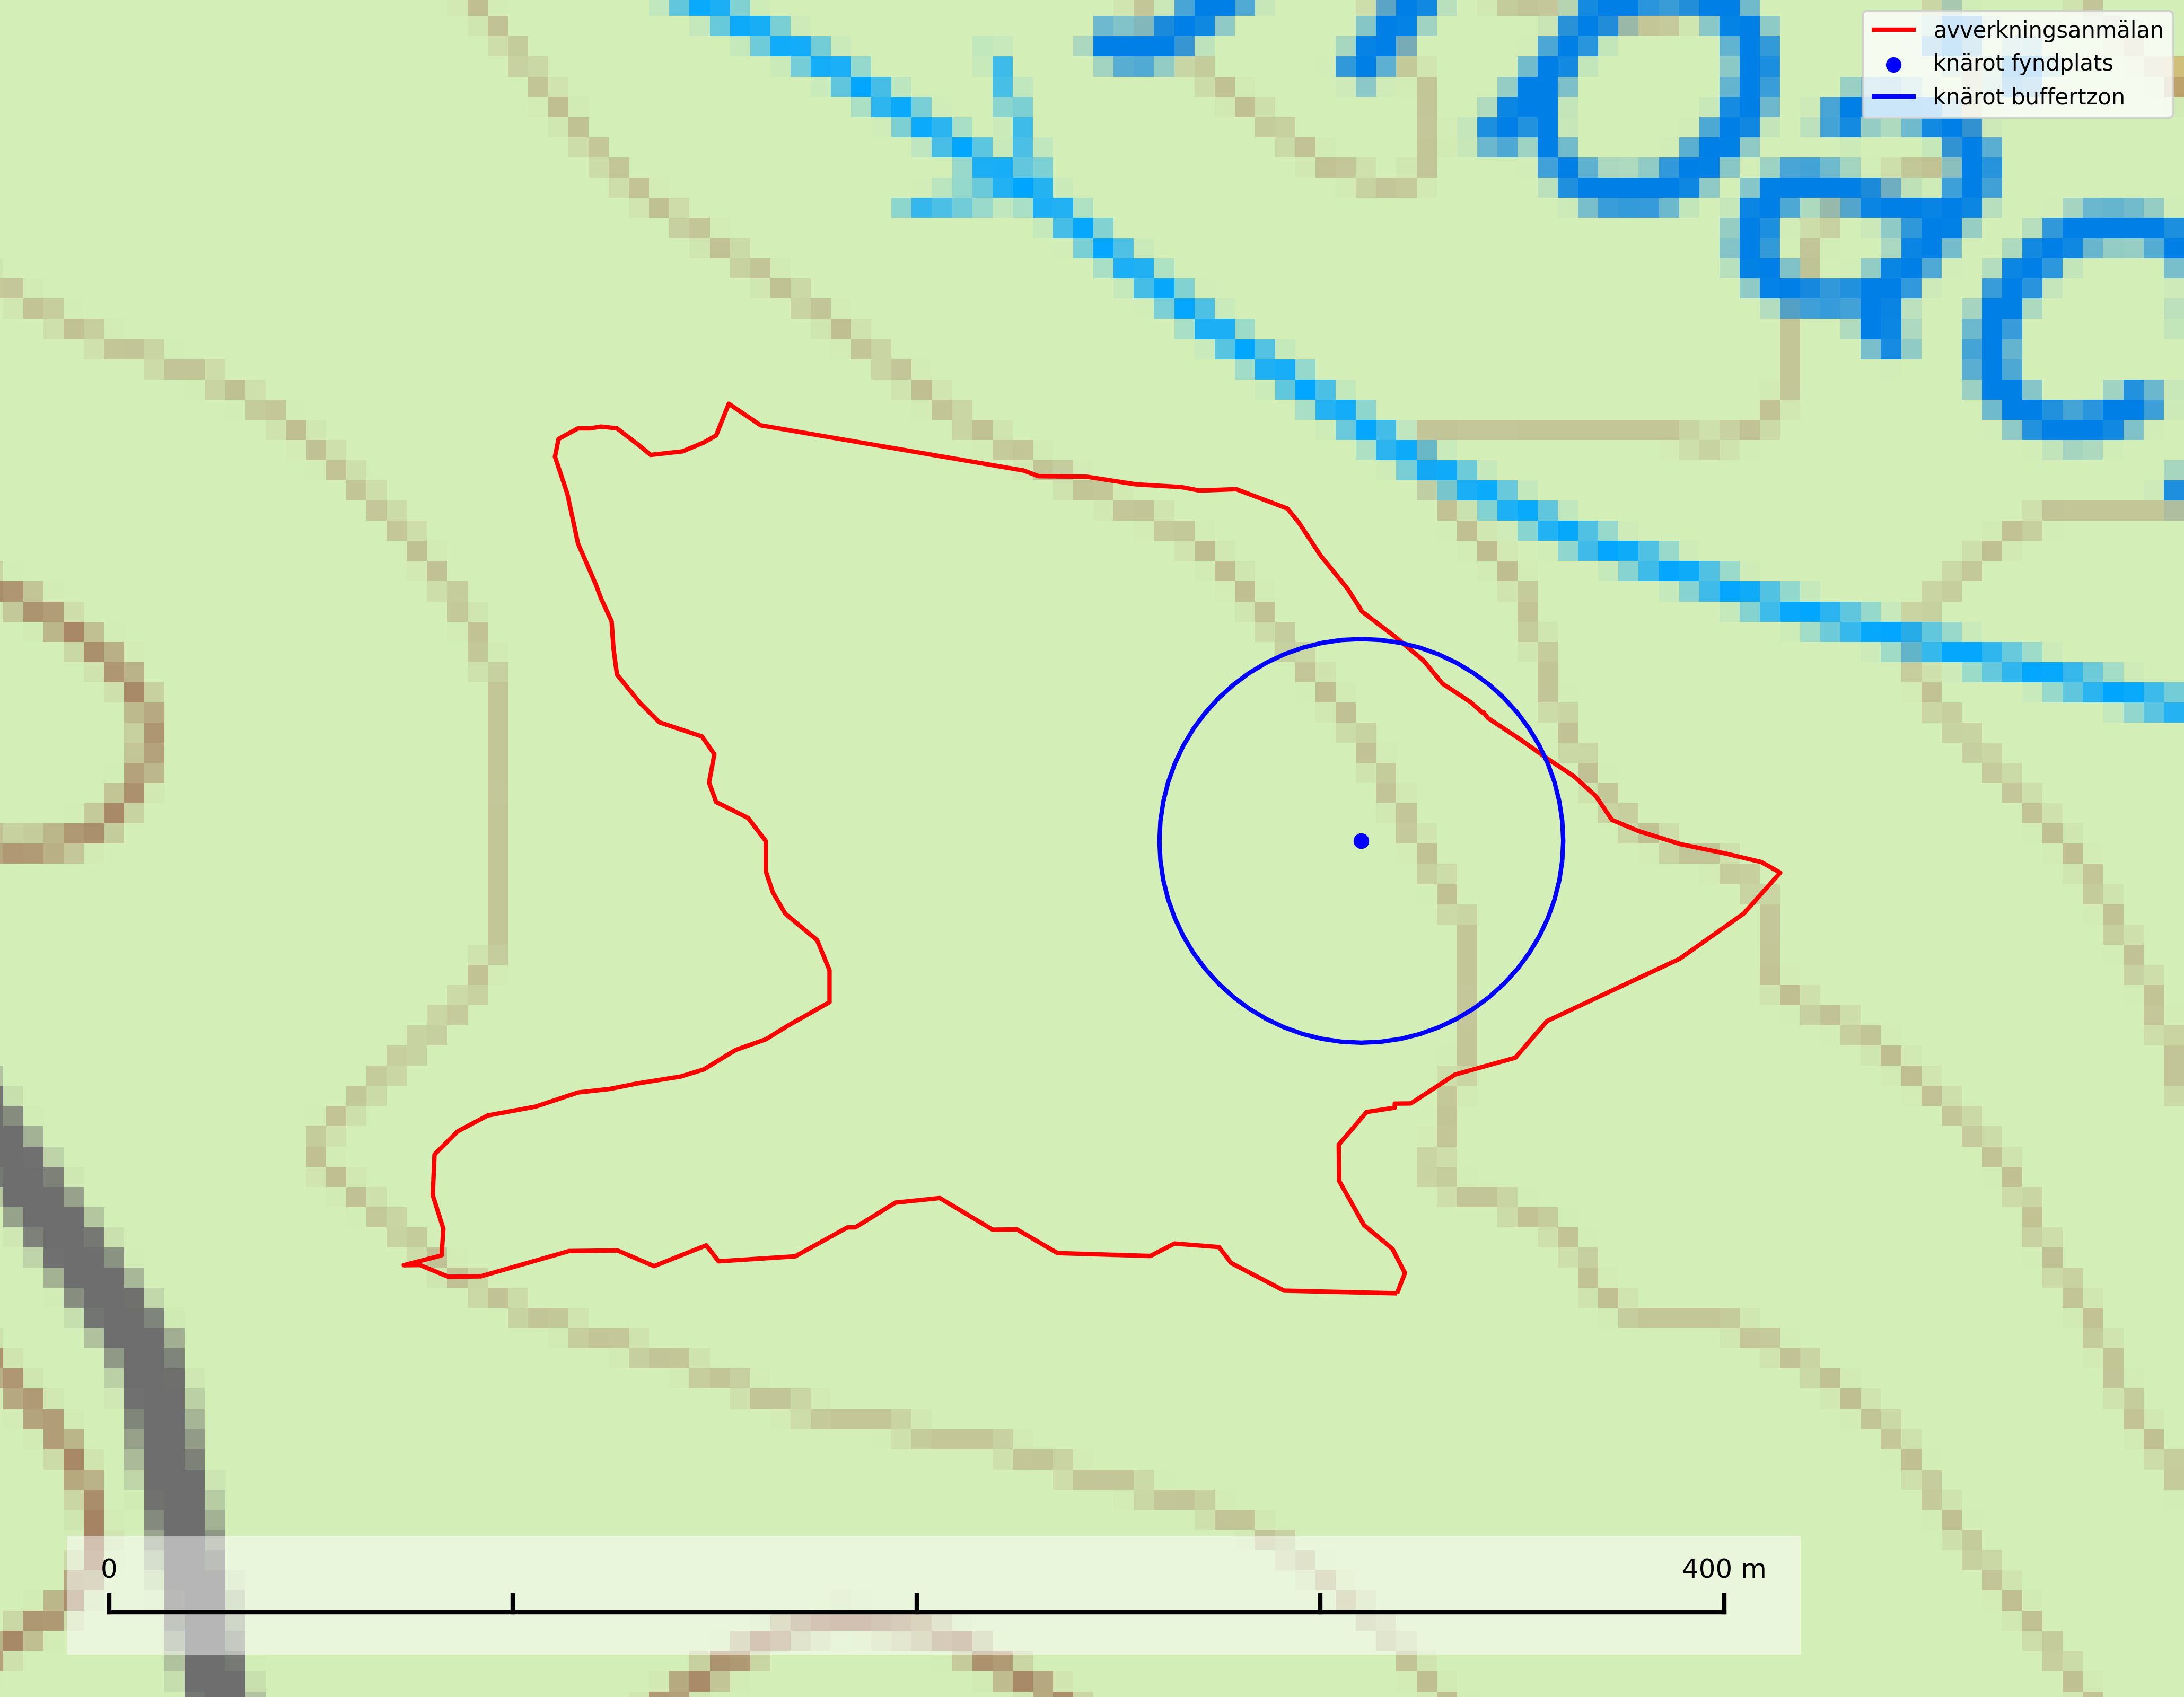 avverkningsanmälan
knärot fyndplats
knärot buffertzon
0
400 m